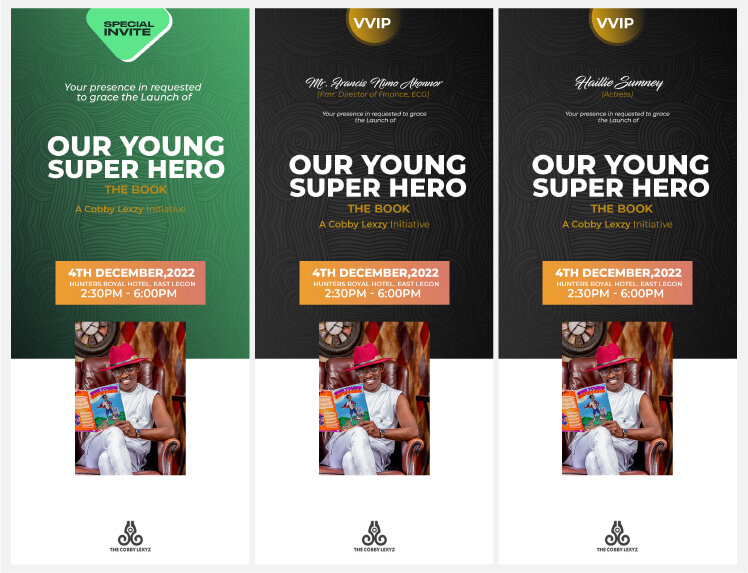 SPECIAL
INVITE
Your presence in requested
to grace the Launch of
OUR YOUNG
SUPER HERO
THE BOOK
A Cobby Lexzy Initiative
4TH DECEMBER,2022
HUNTERS ROYAL HOTEL, EAST LEGON
2:30PM - 6:00PM
THE COBBY LEXYZ
VVIP
Mr. Francis Nimo Akonnor
(Fmr. Director of Finance, ECG)
Your presence in requested to grace
the Launch of
OUR YOUNG
SUPER HERO
THE BOOK
A Cobby Lexzy Initiative
4TH DECEMBER,2022
HUNTERS ROYAL HOTEL, EAST LEGON
2:30PM - 6:00PM
THE COBBY LEXYZ
VVIP
Haillie Sumney
(Actress)
Your presence in requested to grace
the Launch of
OUR YOUNG
SUPER HERO
THE BOOK
A Cobby Lexzy Initiative
4TH DECEMBER,2022
HUNTERS ROYAL HOTEL, EAST LEGON
2:30PM - 6:00PM
THE COBBY LEXYZ